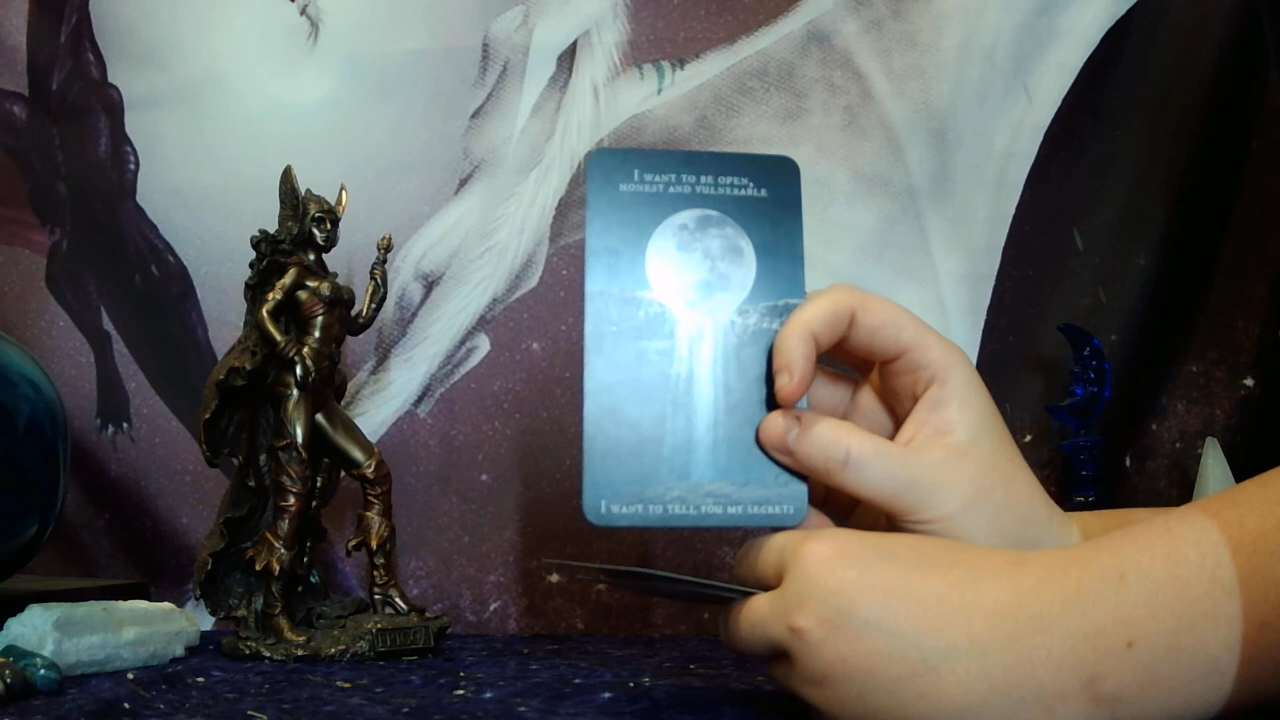 I WANT TO BE OPEN,
HONEST AND VULNERABLE
I WANT TO TELL YOU MY SECRETS